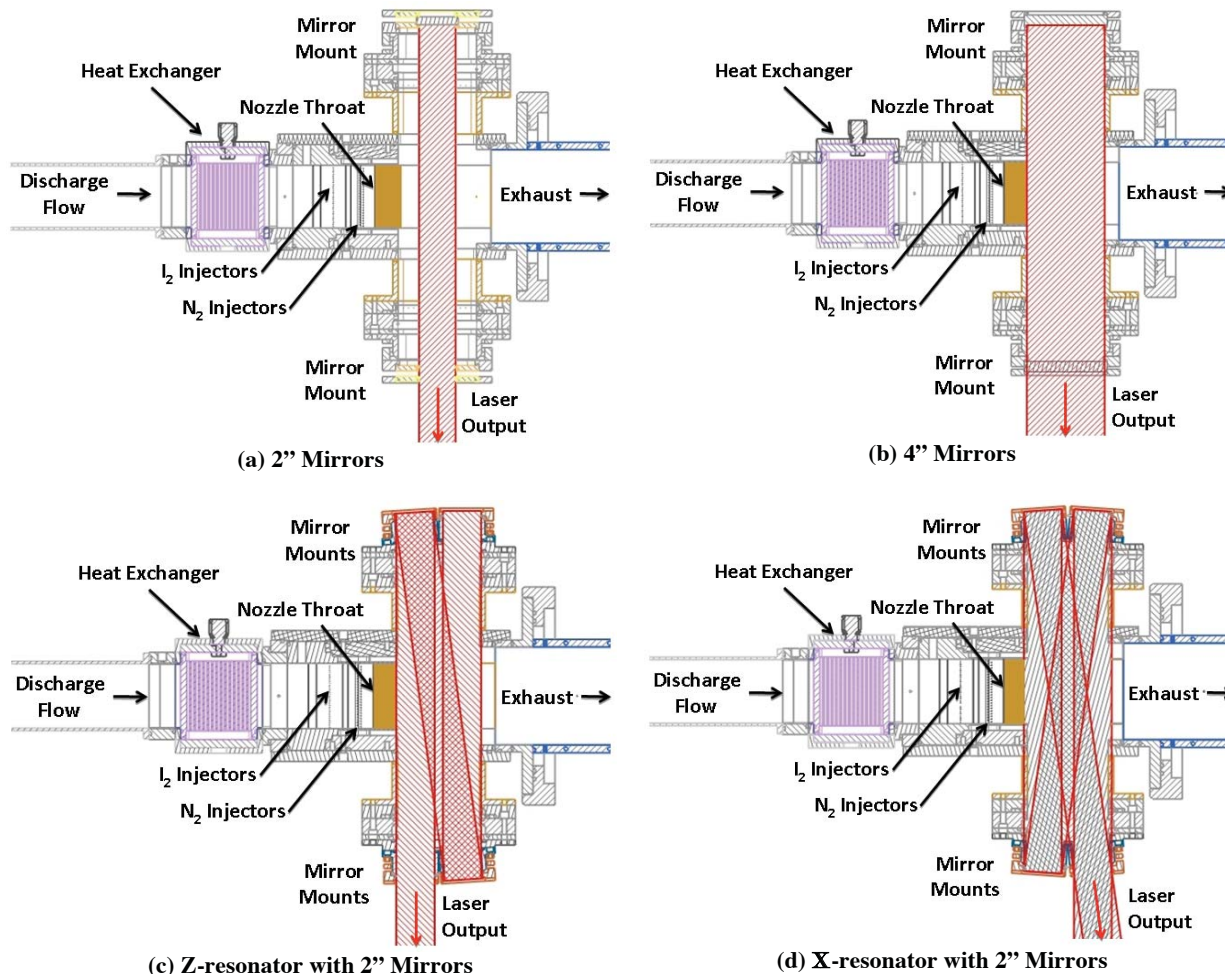 Mirror
Mount
Heat Exchanger
Nozzle Throat
Discharge
Flow
Exhaust
I2 Injectors
N2 Injectors
Mirror
Mount
Laser
Output
(a) 2” Mirrors
Mirror
Mount
Heat Exchanger
Nozzle Throat
Discharge
Flow
Exhaust
I2 Injectors
N2 Injectors
Mirror
Mount
Laser
Output
(b) 4” Mirrors
Mirror
Mounts
Heat Exchanger
Nozzle Throat
Discharge
Flow
Exhaust
I2 Injectors
N2 Injectors
Mirror
Mounts
Laser
Output
(c) Z-resonator with 2” Mirrors
Mirror
Mounts
Heat Exchanger
Nozzle Throat
Discharge
Flow
Exhaust
I2 Injectors
N2 Injectors
Mirror
Mounts
Laser
Output
(d) X-resonator with 2” Mirrors